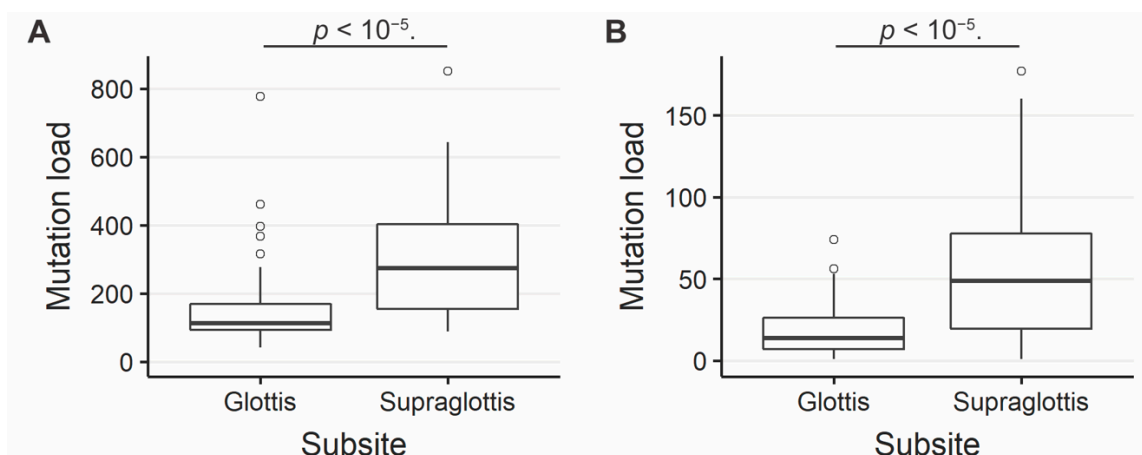 A
p < 10⁻⁵.
Mutation load
800
600
400
200
0
Glottis Supraglottis
Subsite
B
p < 10⁻⁵.
Mutation load
150
100
50
0
Glottis Supraglottis
Subsite